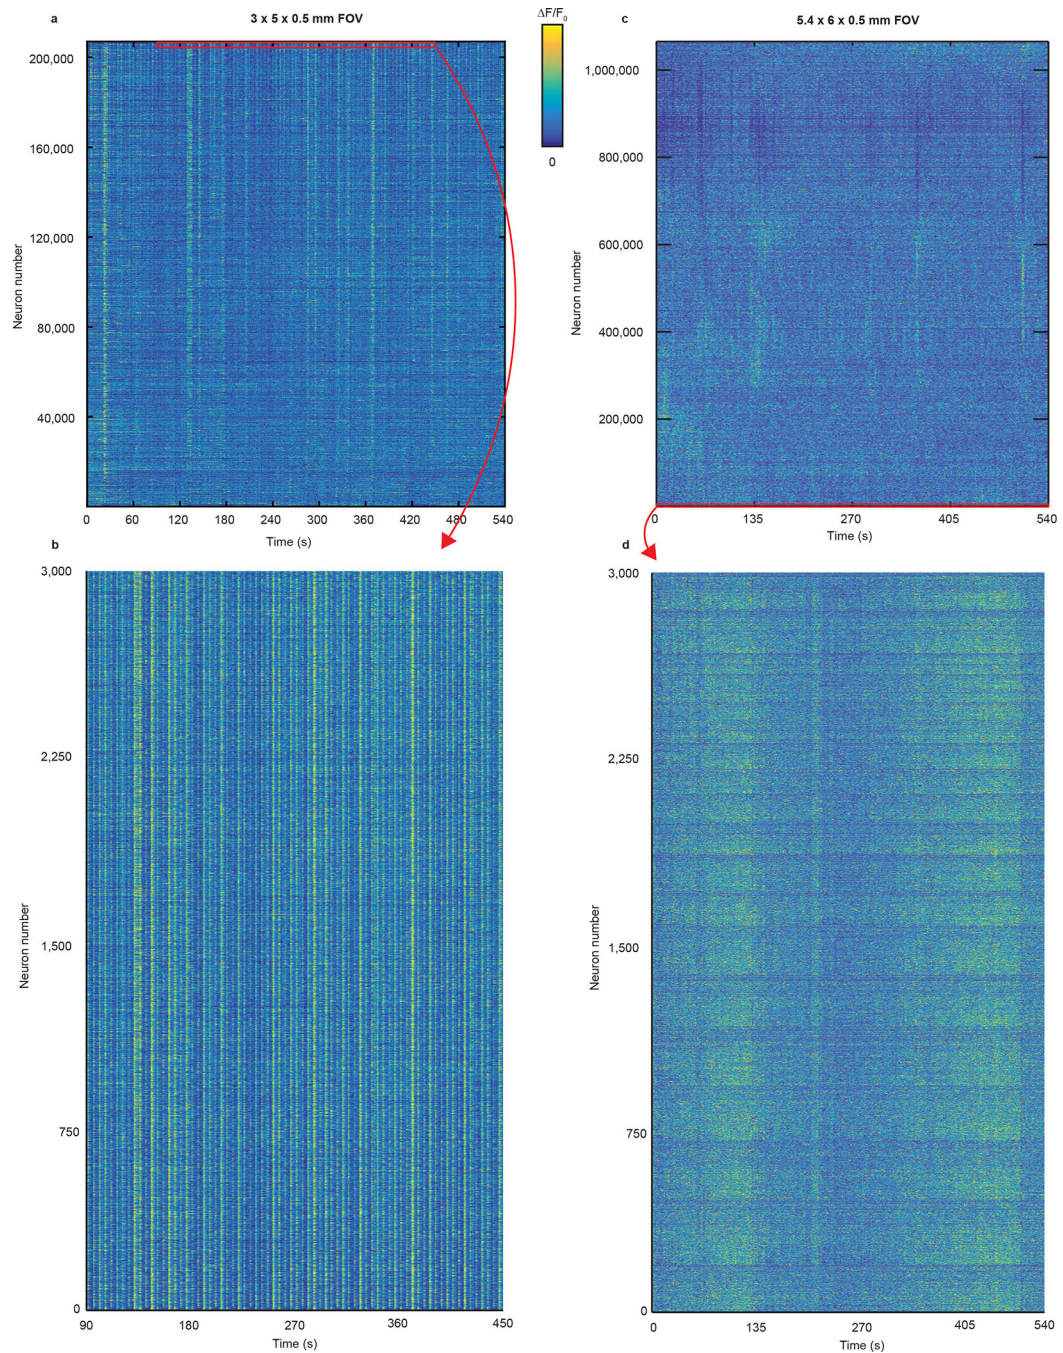 a
3 x 5 x 0.5 mm FOV
ΔF/F0
0
c
5.4 x 6 x 0.5 mm FOV
Neuron number
200,000
160,000
120,000
80,000
40,000
0 60 120 180 240 300 360 420 480 540
Time (s)
Neuron number
1,000,000
800,000
600,000
400,000
200,000
0 135 270 405 540
Time (s)
b
Neuron number
3,000
2,250
1,500
750
0
90 180 270 360 450
Time (s)
d
Neuron number
3,000
2,250
1,500
750
0
0 135 270 405 540
Time (s)